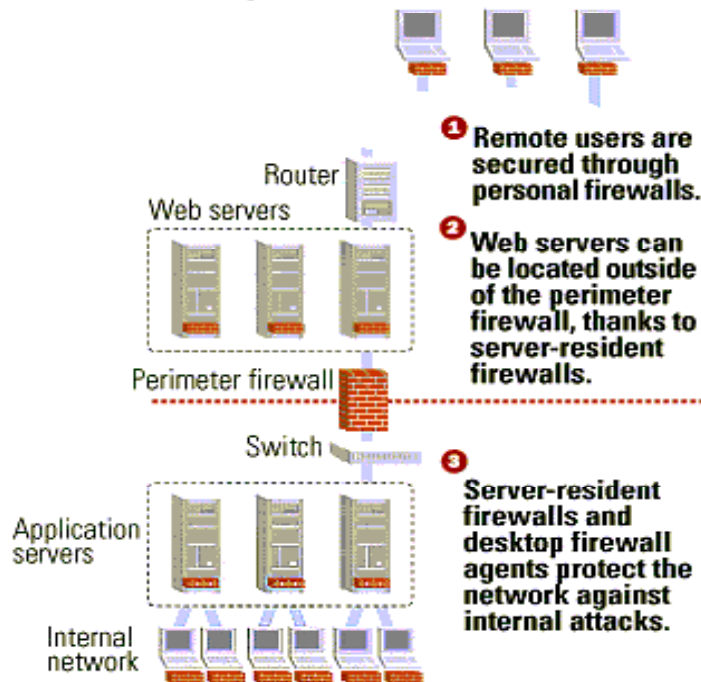 1 Remote users are
secured through
personal firewalls.
Router
Web servers
2 Web servers can
be located outside
of the perimeter
firewall, thanks to
server-resident
firewalls.
Perimeter firewall
Switch
3
Server-resident
firewalls and
desktop firewall
agents protect the
network against
internal attacks.
Application
servers
Internal
network